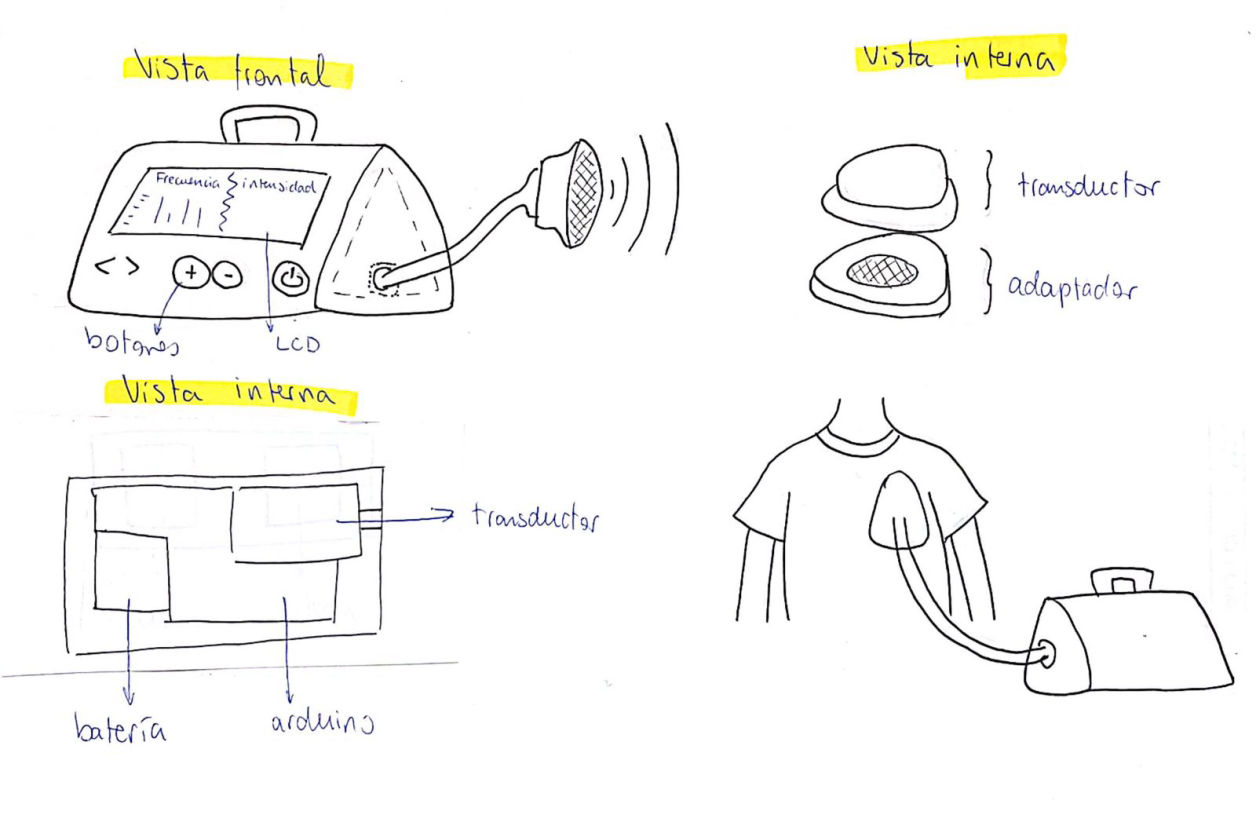 Vista frontal
Frecuencia intensidad
< >
+ -
botones
LCD
Vista interna
transductor
adaptador
Vista interna
transductor
batería
arduino